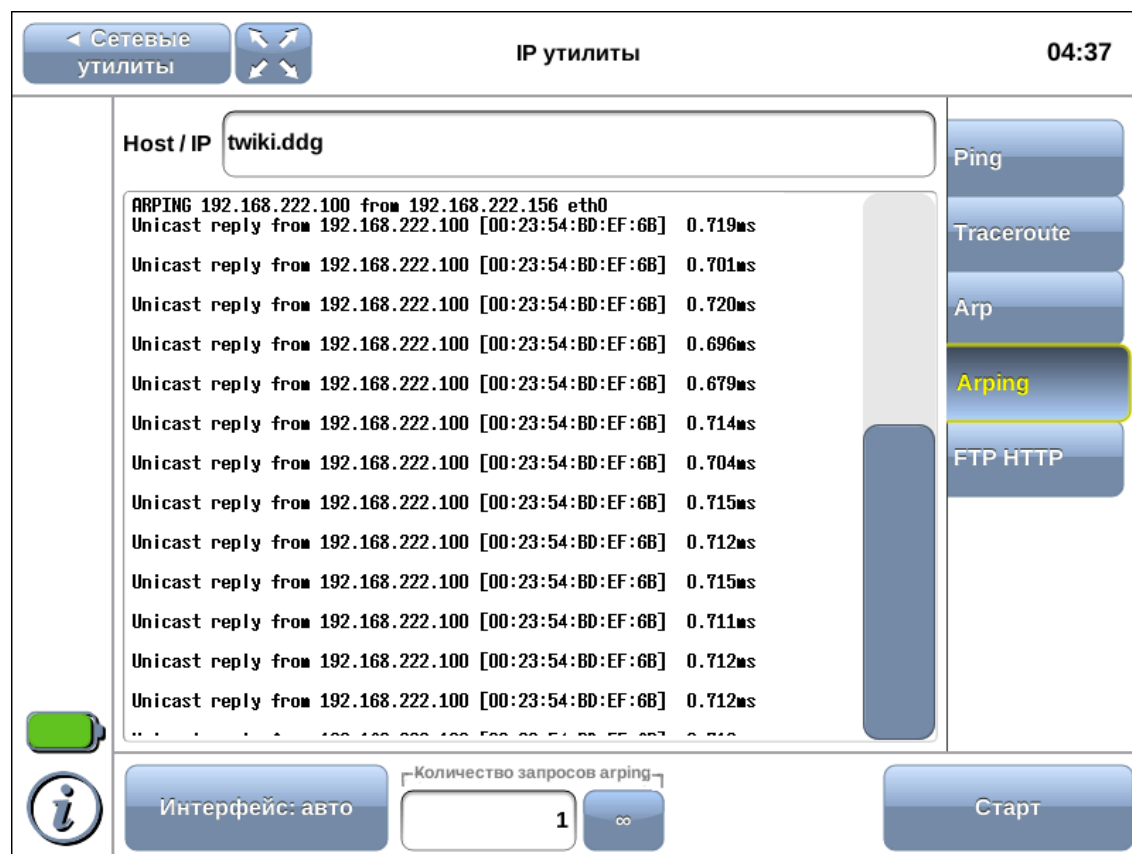 ◄ Сетевые
утилиты
IP утилиты
04:37
Host / IP
twiki.ddg
ARPING 192.168.222.100 from 192.168.222.156 eth0
Unicast reply from 192.168.222.100 [00:23:54:BD:EF:6B] 0.719ms
Unicast reply from 192.168.222.100 [00:23:54:BD:EF:6B] 0.701ms
Unicast reply from 192.168.222.100 [00:23:54:BD:EF:6B] 0.720ms
Unicast reply from 192.168.222.100 [00:23:54:BD:EF:6B] 0.696ms
Unicast reply from 192.168.222.100 [00:23:54:BD:EF:6B] 0.679ms
Unicast reply from 192.168.222.100 [00:23:54:BD:EF:6B] 0.714ms
Unicast reply from 192.168.222.100 [00:23:54:BD:EF:6B] 0.704ms
Unicast reply from 192.168.222.100 [00:23:54:BD:EF:6B] 0.715ms
Unicast reply from 192.168.222.100 [00:23:54:BD:EF:6B] 0.712ms
Unicast reply from 192.168.222.100 [00:23:54:BD:EF:6B] 0.715ms
Unicast reply from 192.168.222.100 [00:23:54:BD:EF:6B] 0.711ms
Unicast reply from 192.168.222.100 [00:23:54:BD:EF:6B] 0.712ms
Unicast reply from 192.168.222.100 [00:23:54:BD:EF:6B] 0.712ms
Ping
Traceroute
Arp
Arping
FTP HTTP
i
Интерфейс: авто
Количество запросов arping
1
∞
Старт